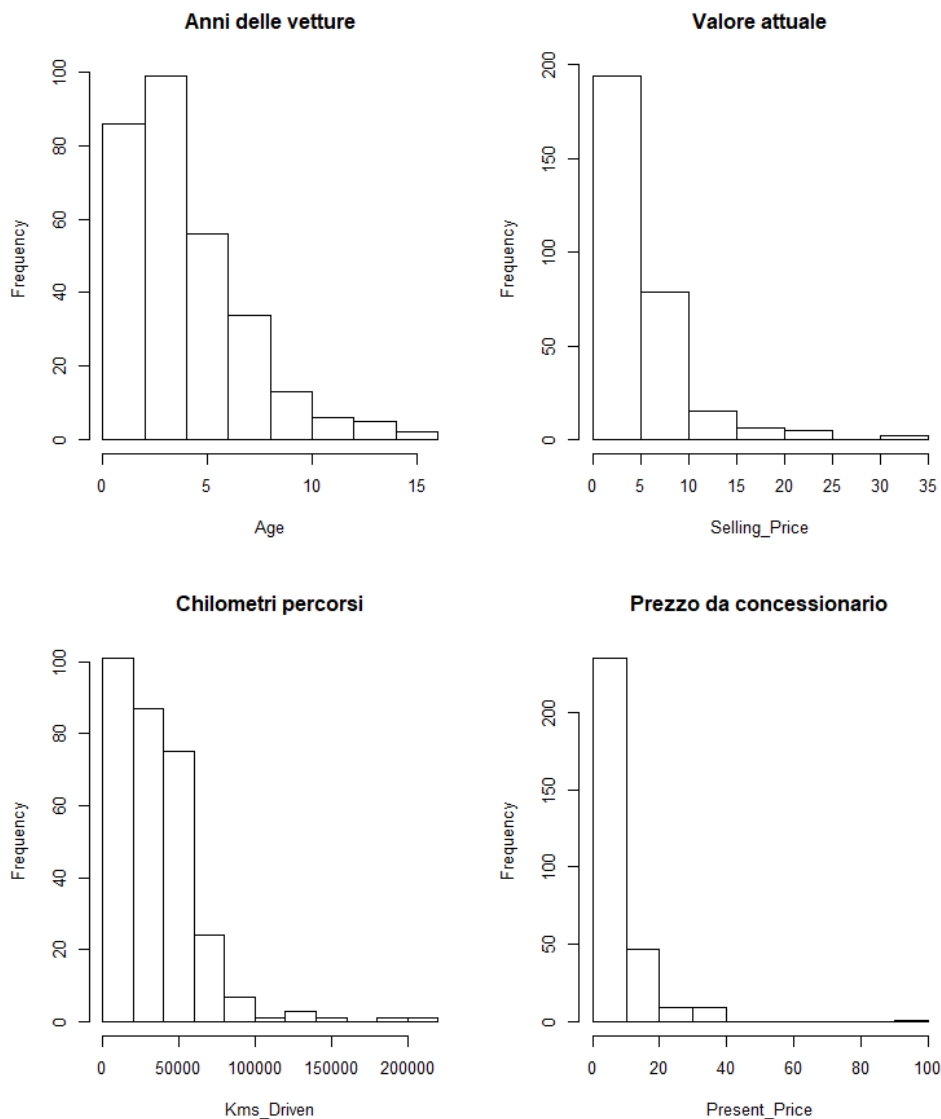 Anni delle vetture
Frequency
0 20 40 60 80 100
0 5 10 15
Age
Valore attuale
Frequency
0 50 100 150 200
0 5 10 15 20 25 30 35
Selling_Price
Chilometri percorsi
Frequency
0 20 40 60 80 100
0 50000 100000 150000 200000
Kms_Driven
Prezzo da concessionario
Frequency
0 50 100 150 200
0 20 40 60 80 100
Present_Price